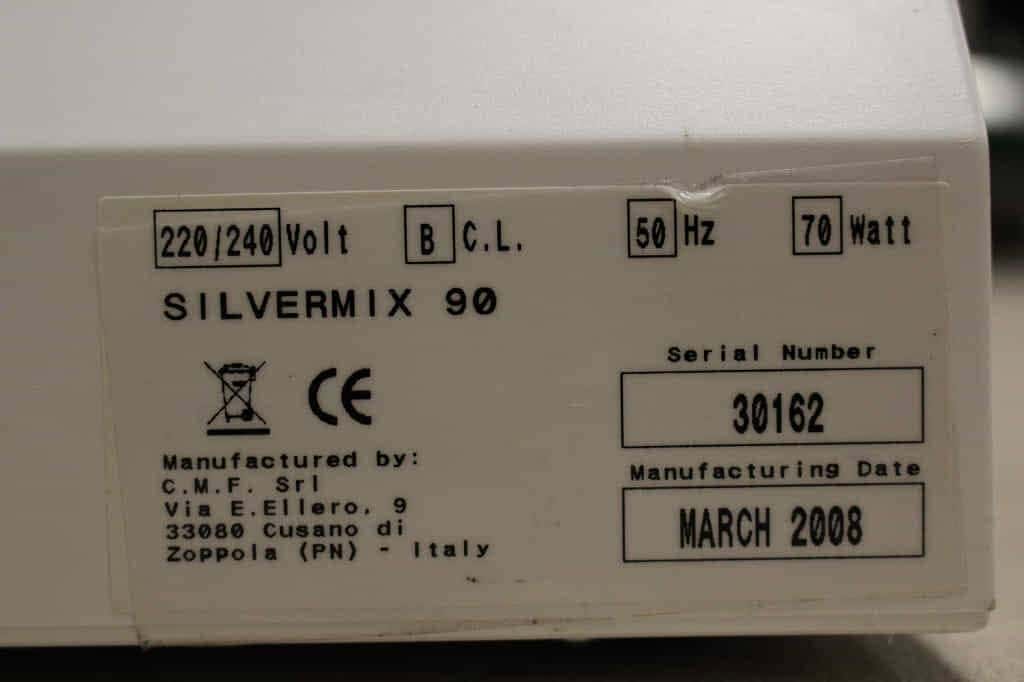 220/240 Volt B C.L. 50 Hz 70 Watt
SILVERMIX 90
CE
Serial Number
30162
Manufactured by:
C.M.F. Srl
Via E.Ellero, 9
33080 Cusano di
Zoppola (PN) - Italy
Manufacturing Date
MARCH 2008